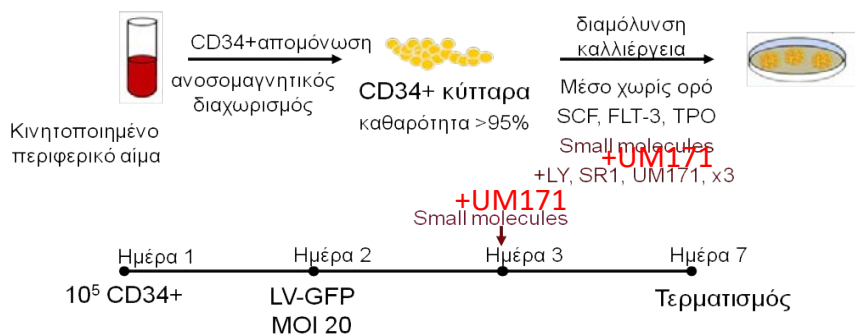 CD34+απομόνωση
ανοσομαγνητικός
διαχωρισμός
Κινητοποιημένο
περιφερικό αίμα
CD34+ κύτταρα
καθαρότητα >95%
διαμόλυνση
καλλιέργεια
Μέσο χωρίς ορό
SCF, FLT-3, TPO
Small molecules
+UM171
+LY, SR1, UM171, x3
+UM171
Small molecules
Ημέρα 1
Ημέρα 2
Ημέρα 3
Ημέρα 7
10⁵ CD34+
LV-GFP
MOI 20
Τερματισμός